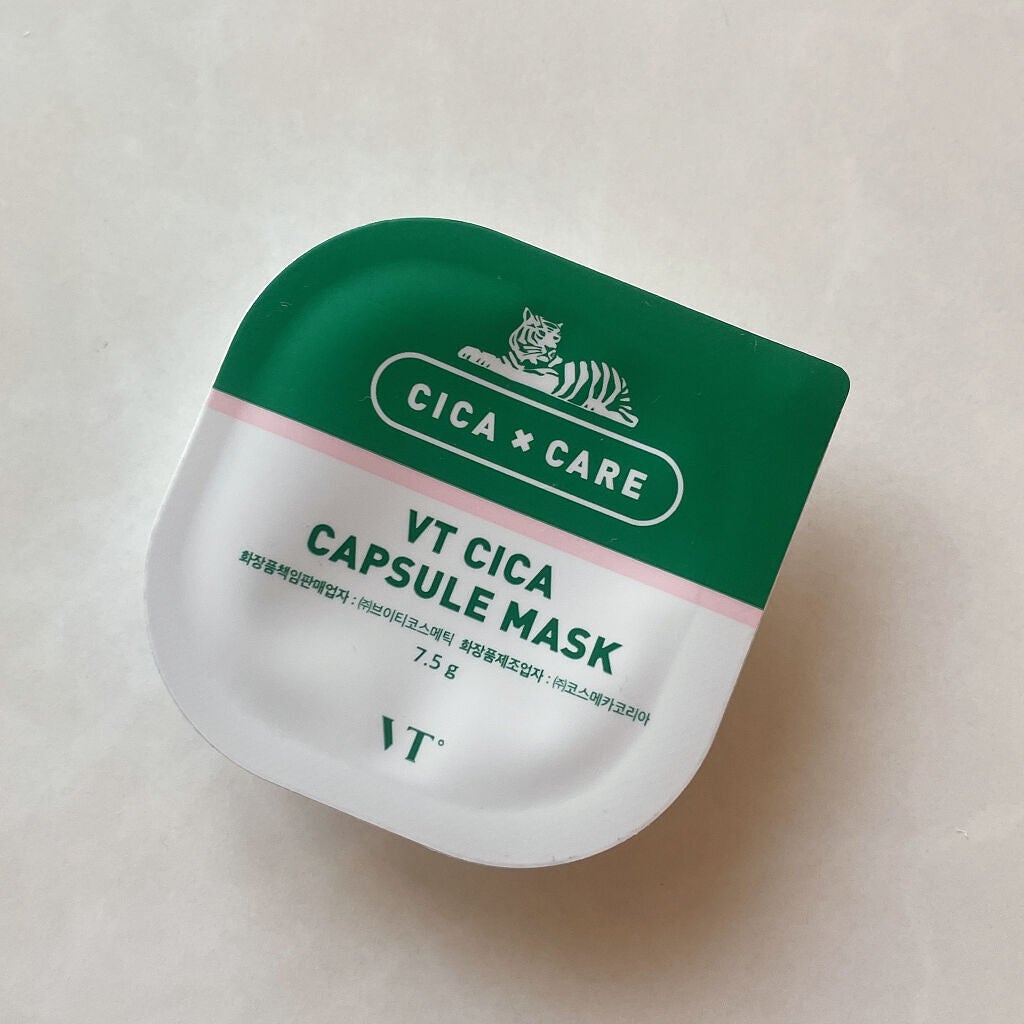 CICA × CARE
VT CICA
CAPSULE MASK
화장품책임판매업자 : ㈜브이티코스메틱 화장품제조업자 : ㈜코스메카코리아
7.5 g
VT°